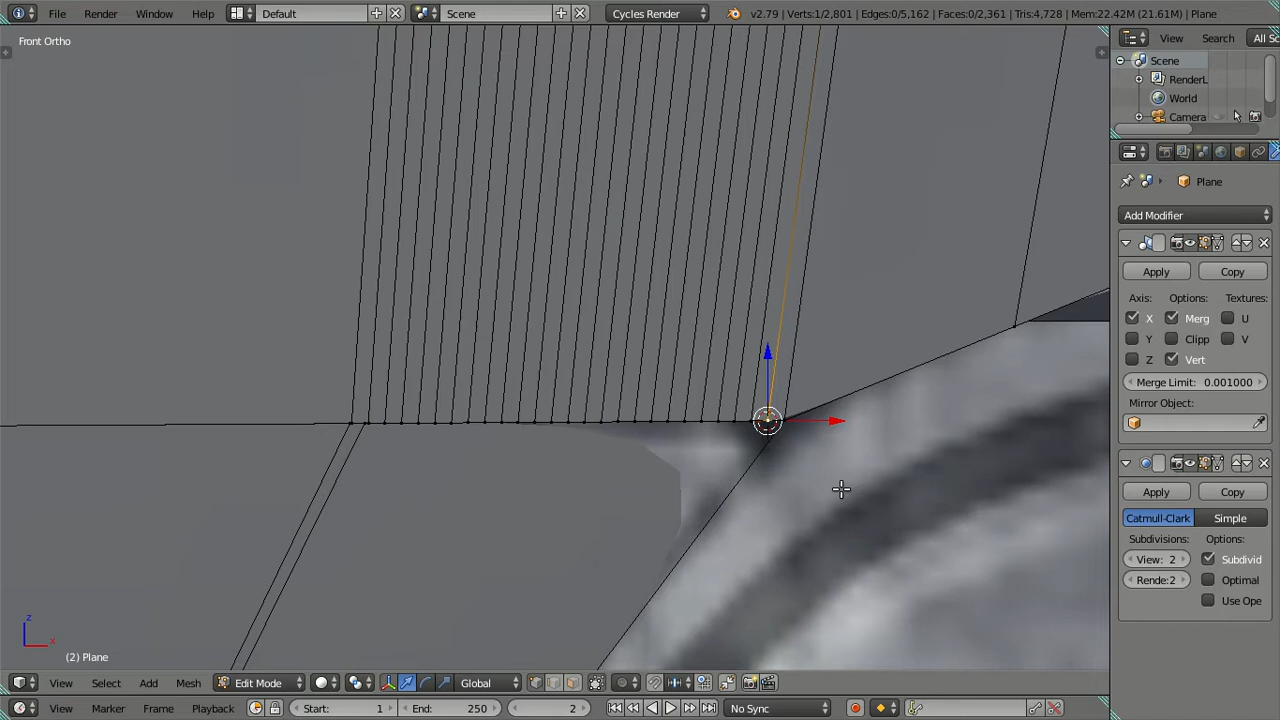 File Render Window Help Default Scene Cycles Render v2.79 | Verts:1/2,801 | Edges:0/5,162 | Faces:0/2,361 | Tris:4,728 | Mem:22.42M (21.61M) | Plane
Front Ortho
View Search All Sc
Scene
RenderL
World
Camera
Plane
Add Modifier
Apply Copy
Axis: Options: Textures:
X Merg U
Y Clipp V
Z Vert
Merge Limit: 0.001000
Mirror Object:
Apply Copy
Catmull-Clark Simple
Subdivisions: Options:
View: 2 Subdivid
Rende:2 Optimal
Use Ope
z
x
(2) Plane
View Select Add Mesh Edit Mode Global
View Marker Frame Playback Start: 1 End: 250 2 No Sync